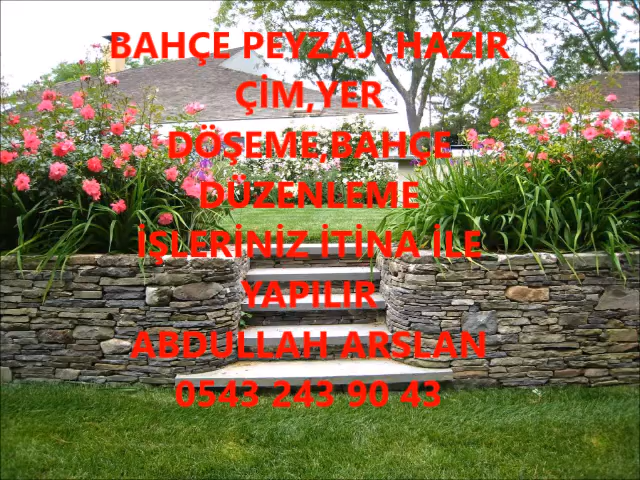 BAHÇE PEYZAJ ,HAZIR
ÇİM,YER
DÖŞEME,BAHÇE
DÜZENLEME
İŞLERİNİZ İTİNA İLE
YAPILIR
ABDULLAH ARSLAN
0543 243 90 43